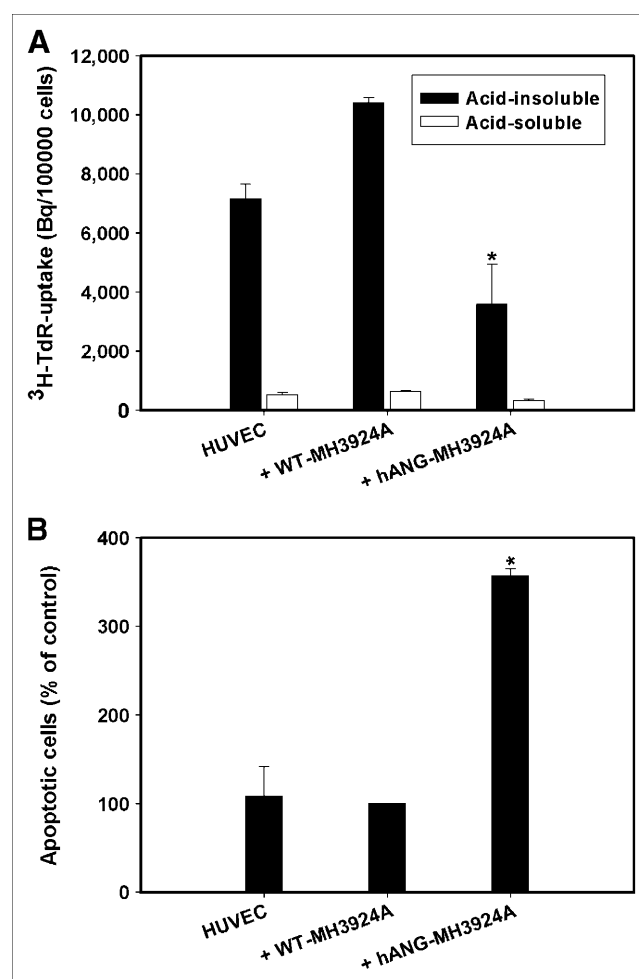 A
12,000
10,000
8,000
6,000
4,000
2,000
0
³H-TdR-uptake (Bq/100000 cells)
Acid-insoluble
Acid-soluble
*
HUVEC
+ WT-MH3924A
+ hANG-MH3924A
B
400
300
200
100
0
Apoptotic cells (% of control)
*
HUVEC
+ WT-MH3924A
+ hANG-MH3924A